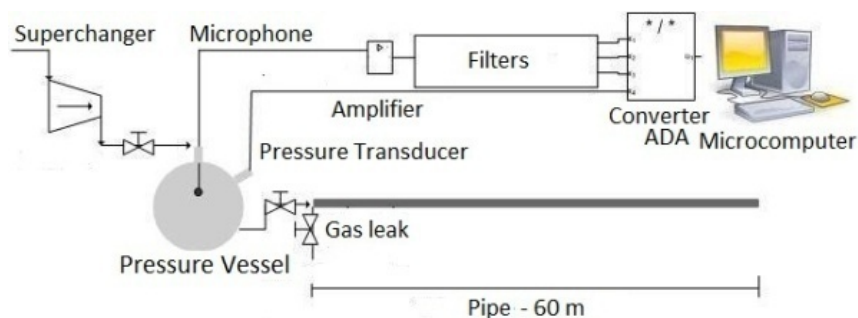 Superchanger
Microphone
Filters
* / *
Amplifier
Converter
ADA
Microcomputer
Pressure Transducer
Gas leak
Pressure Vessel
Pipe - 60 m